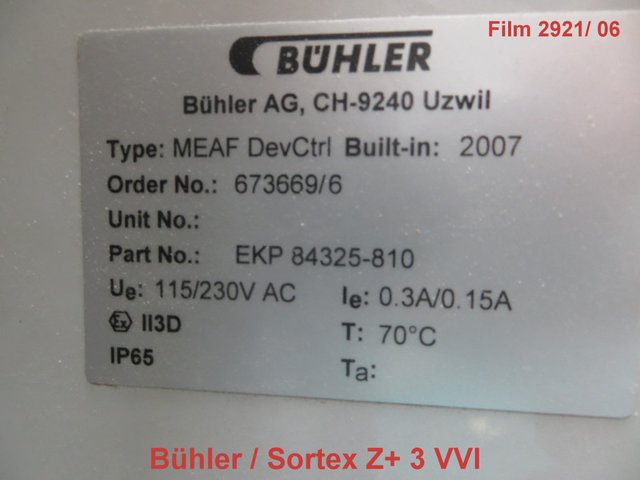 Film 2921/ 06
BÜHLER
Bühler AG, CH-9240 Uzwil
Type: MEAF DevCtrl Built-in: 2007
Order No.: 673669/6
Unit No.:
Part No.: EKP 84325-810
Ue: 115/230V AC Ie: 0.3A/0.15A
Ex II3D T: 70°C
IP65 Ta:
Bühler / Sortex Z+ 3 VVI